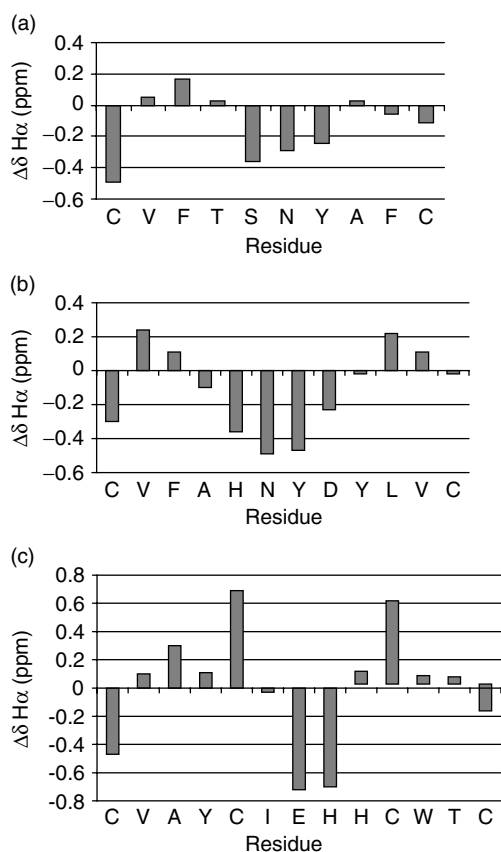 (a)
Δδ Hα (ppm)
0.4
0.2
0
−0.2
−0.4
−0.6
C V F T S N Y A F C
Residue
(b)
Δδ Hα (ppm)
0.4
0.2
0
−0.2
−0.4
−0.6
C V F A H N Y D Y L V C
Residue
(c)
Δδ Hα (ppm)
0.8
0.6
0.4
0.2
0
-0.2
-0.4
-0.6
-0.8
C V A Y C I E H H C W T C
Residue